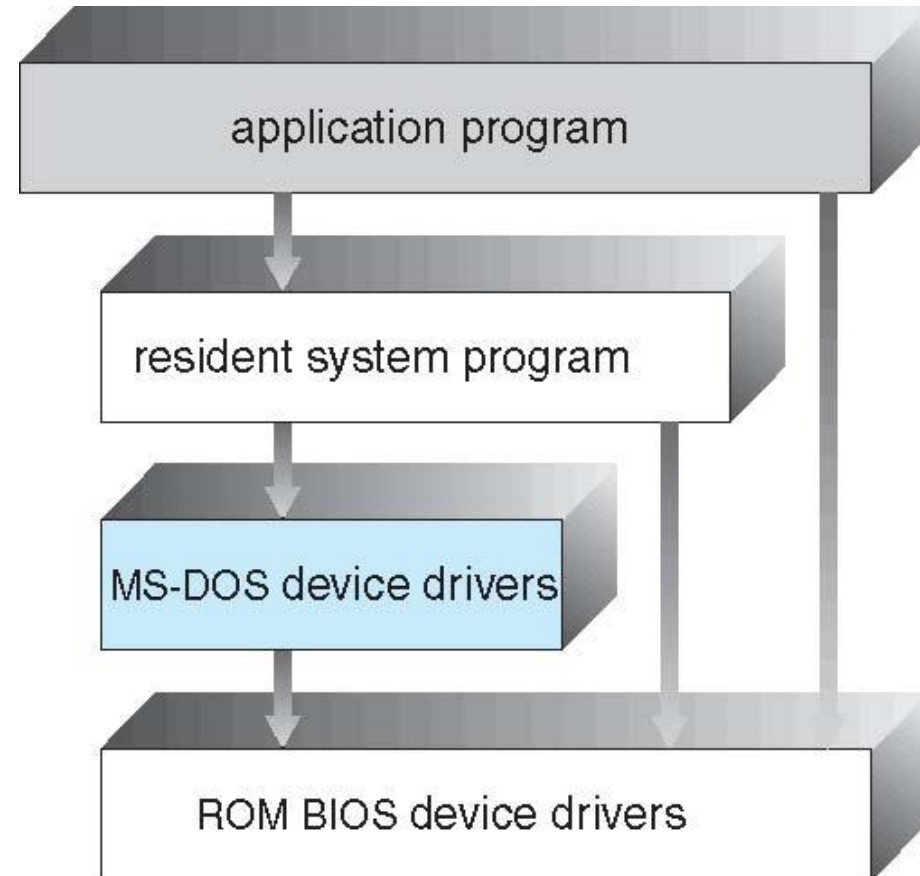 application program
resident system program
MS-DOS device drivers
ROM BIOS device drivers